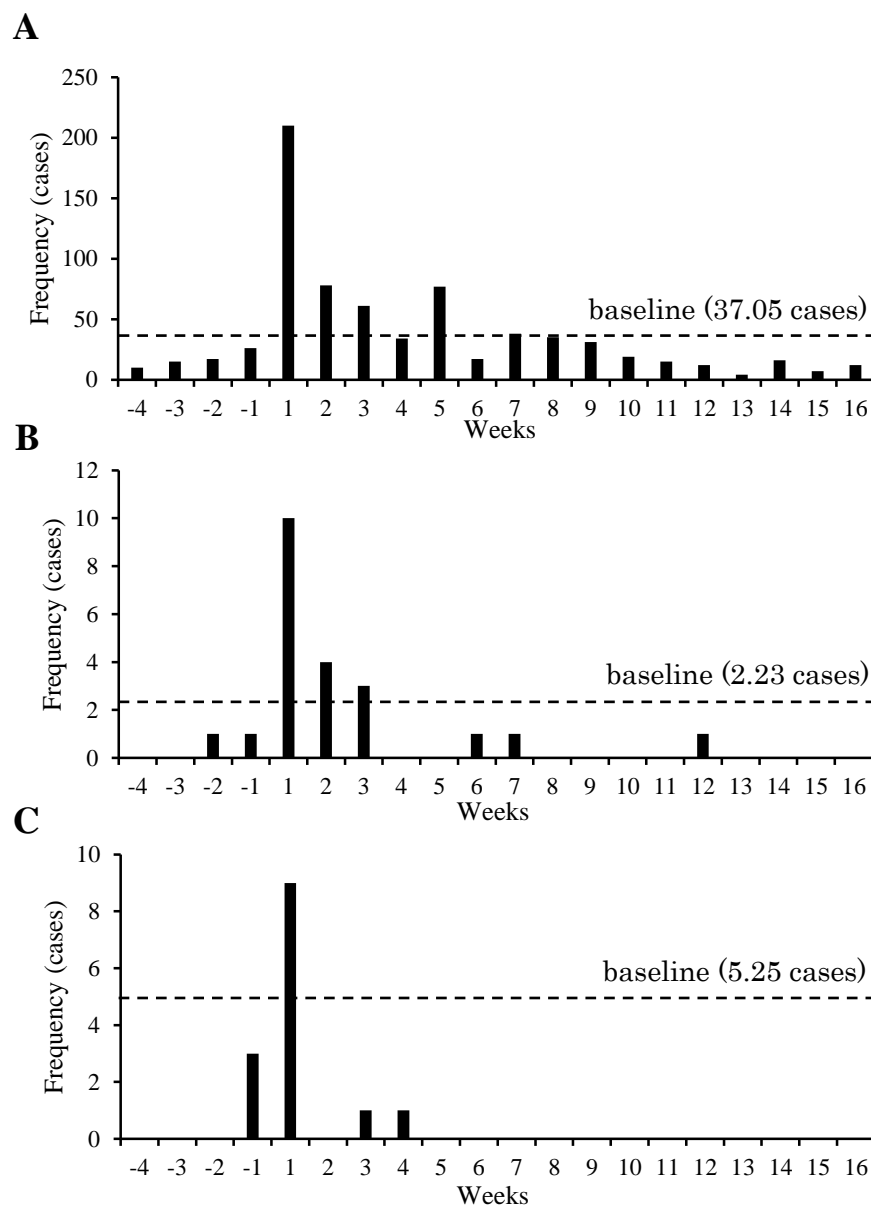 A
250
200
150
100
50
0
Frequency (cases)
baseline (37.05 cases)
-4 -3 -2 -1 1 2 3 4 5 6 7 8 9 10 11 12 13 14 15 16
Weeks
B
12
10
8
6
4
2
0
Frequency (cases)
baseline (2.23 cases)
-4 -3 -2 -1 1 2 3 4 5 6 7 8 9 10 11 12 13 14 15 16
Weeks
C
10
8
6
4
2
0
Frequency (cases)
baseline (5.25 cases)
-4 -3 -2 -1 1 2 3 4 5 6 7 8 9 10 11 12 13 14 15 16
Weeks